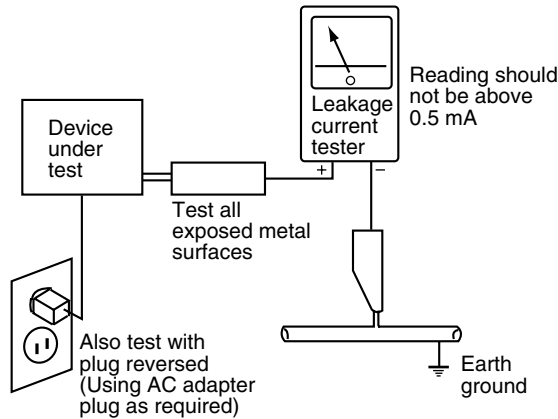 Device
under
test
Leakage
current
tester
+
−
Reading should
not be above
0.5 mA
Test all
exposed metal
surfaces
Also test with
plug reversed
(Using AC adapter
plug as required)
Earth
ground